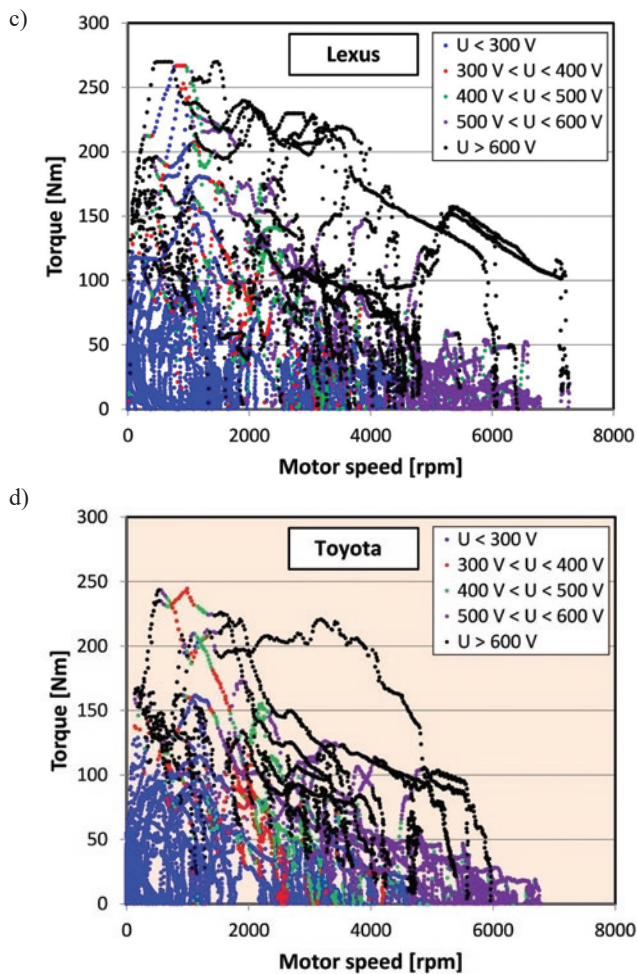 c)
Lexus
U < 300 V
300 V < U < 400 V
400 V < U < 500 V
500 V < U < 600 V
U > 600 V
Torque [Nm]
300
250
200
150
100
50
0
0 2000 4000 6000 8000
Motor speed [rpm]
d)
Toyota
U < 300 V
300 V < U < 400 V
400 V < U < 500 V
500 V < U < 600 V
U > 600 V
Torque [Nm]
300
250
200
150
100
50
0
0 2000 4000 6000 8000
Motor speed [rpm]